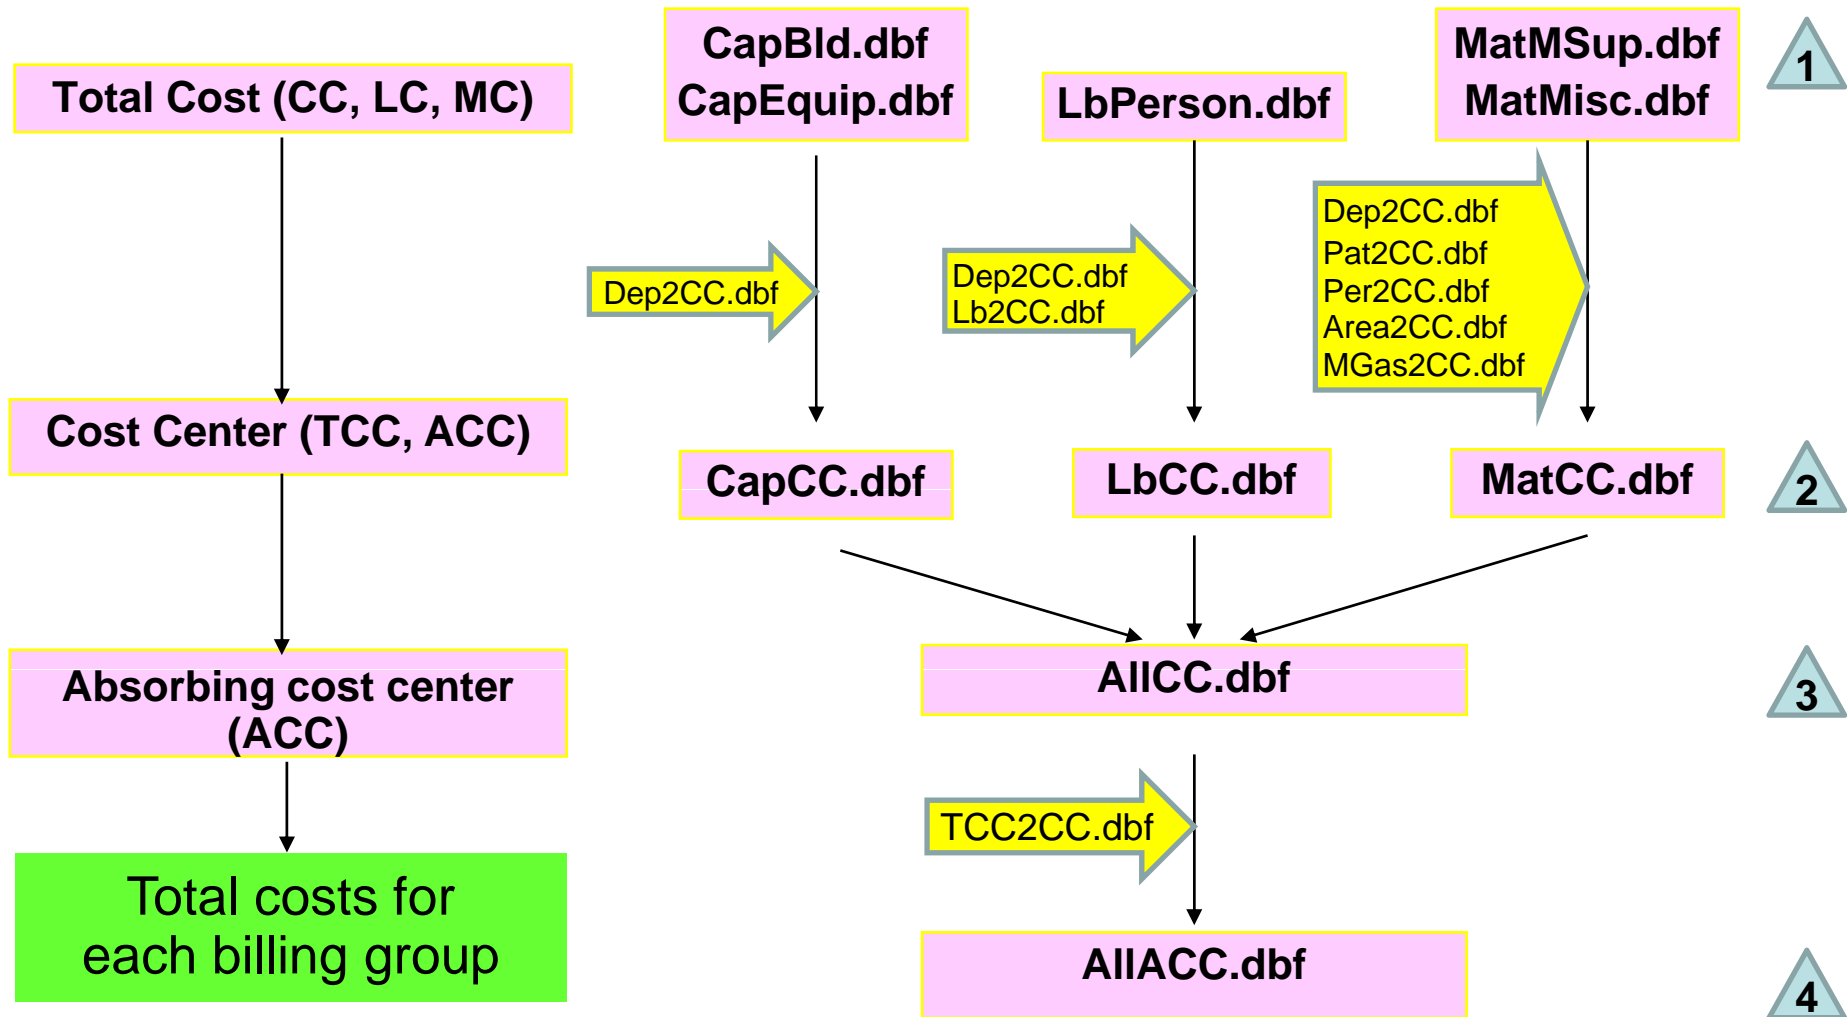 Total Cost (CC, LC, MC)
Cost Center (TCC, ACC)
Absorbing cost center
(ACC)
Total costs for
each billing group
CapBld.dbf
CapEquip.dbf
LbPerson.dbf
MatMSup.dbf
MatMisc.dbf
1
Dep2CC.dbf
Dep2CC.dbf
Lb2CC.dbf
Dep2CC.dbf
Pat2CC.dbf
Per2CC.dbf
Area2CC.dbf
MGas2CC.dbf
CapCC.dbf
LbCC.dbf
MatCC.dbf
2
AllCC.dbf
3
TCC2CC.dbf
AllACC.dbf
4